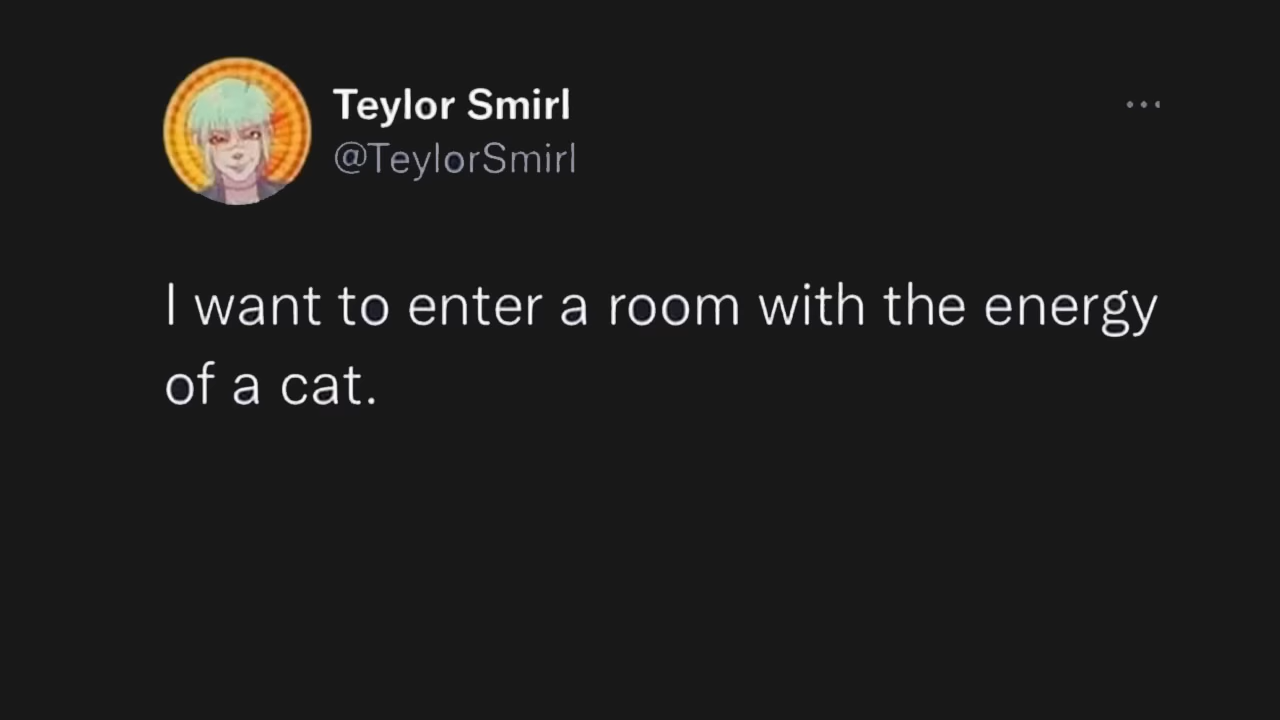 Teylor Smirl
@TeylorSmirl
I want to enter a room with the energy
of a cat.